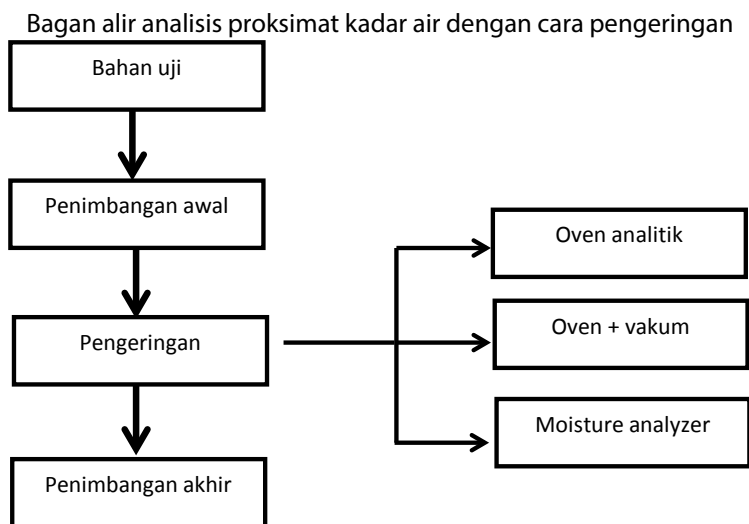 Bagan alir analisis proksimat kadar air dengan cara pengeringan
Bahan uji
Penimbangan awal
Pengeringan
Penimbangan akhir
Oven analitik
Oven + vakum
Moisture analyzer